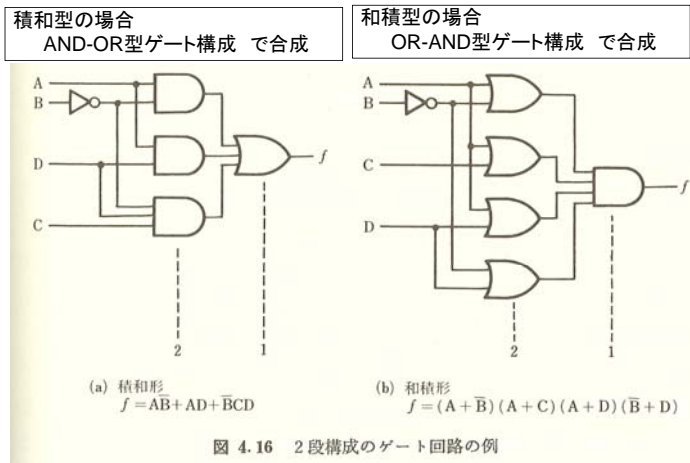 積和型の場合
AND-OR型ゲート構成 で合成
和積型の場合
OR-AND型ゲート構成 で合成
A
B
D
C
f
2
1
(a) 積和形
f=AB̅+AD+B̅CD
A
B
C
D
f
2
1
(b) 和積形
f=(A+B̅)(A+C)(A+D)(B̅+D)
図 4.16 2段構成のゲート回路の例